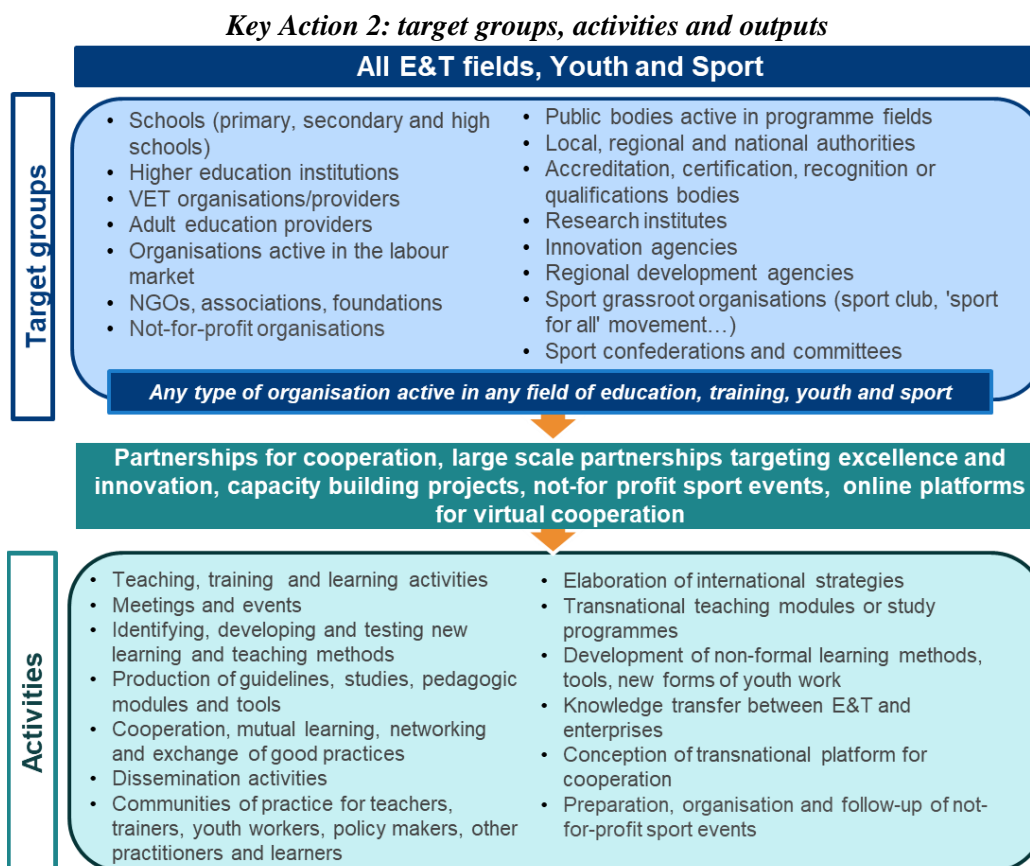 Key Action 2: target groups, activities and outputs
All E&T fields, Youth and Sport
Target groups
• Schools (primary, secondary and high
schools)
• Higher education institutions
• VET organisations/providers
• Adult education providers
• Organisations active in the labour
market
• NGOs, associations, foundations
• Not-for-profit organisations
• Public bodies active in programme fields
• Local, regional and national authorities
• Accreditation, certification, recognition or
qualifications bodies
• Research institutes
• Innovation agencies
• Regional development agencies
• Sport grassroot organisations (sport club, 'sport
for all' movement…)
• Sport confederations and committees
Any type of organisation active in any field of education, training, youth and sport
Partnerships for cooperation, large scale partnerships targeting excellence and
innovation, capacity building projects, not-for profit sport events, online platforms
for virtual cooperation
Activities
• Teaching, training and learning activities
• Meetings and events
• Identifying, developing and testing new
learning and teaching methods
• Production of guidelines, studies, pedagogic
modules and tools
• Cooperation, mutual learning, networking
and exchange of good practices
• Dissemination activities
• Communities of practice for teachers,
trainers, youth workers, policy makers, other
practitioners and learners
• Elaboration of international strategies
• Transnational teaching modules or study
programmes
• Development of non-formal learning methods,
tools, new forms of youth work
• Knowledge transfer between E&T and
enterprises
• Conception of transnational platform for
cooperation
• Preparation, organisation and follow-up of not-
for-profit sport events